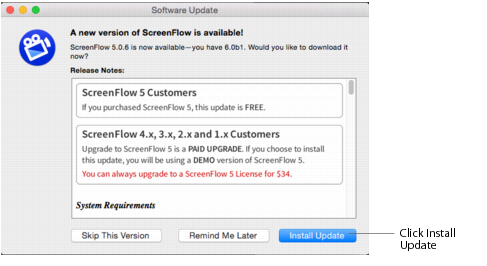 Software Update
A new version of ScreenFlow is available!
ScreenFlow 5.0.6 is now available—you have 6.0b1. Would you like to download it
now?
Release Notes:
ScreenFlow 5 Customers
If you purchased ScreenFlow 5, this update is FREE.
ScreenFlow 4.x, 3.x, 2.x and 1.x Customers
Upgrade to ScreenFlow 5 is a PAID UPGRADE. If you choose to install
this update, you will be using a DEMO version of ScreenFlow 5.
You can always upgrade to a ScreenFlow 5 License for $34.
System Requirements
Skip This Version
Remind Me Later
Install Update
Click Install
Update